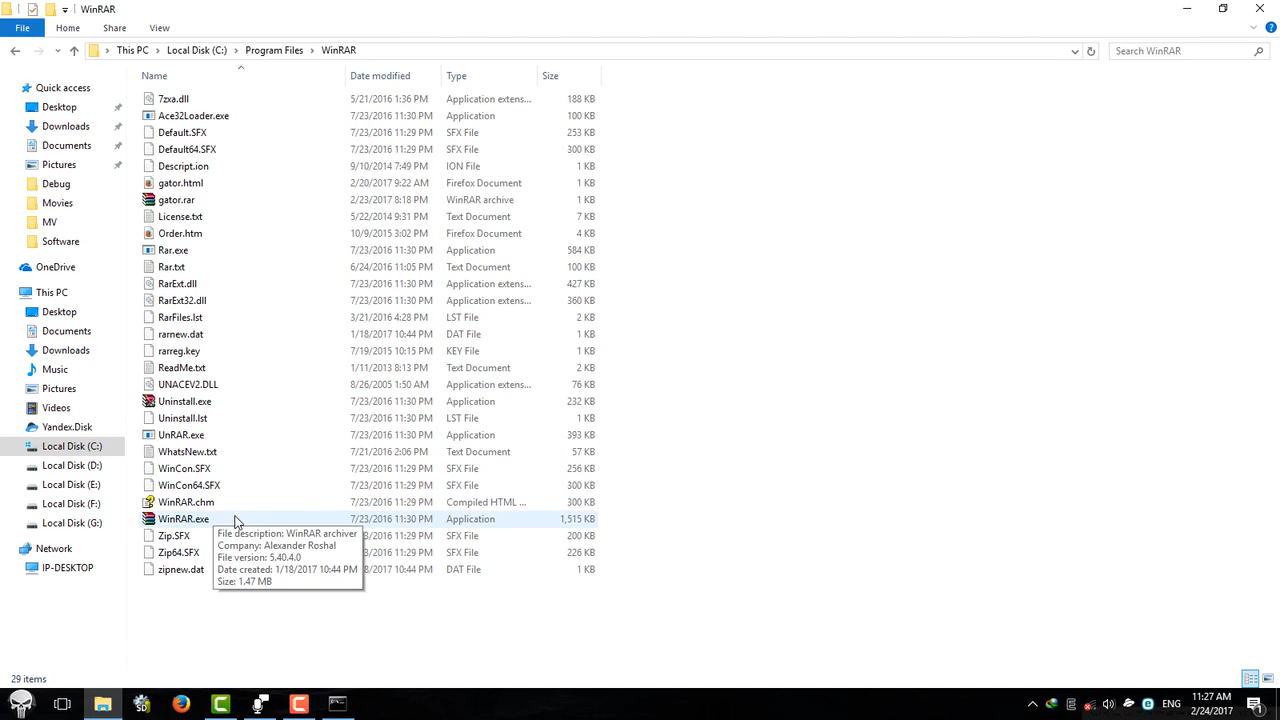 WinRAR
File Home Share View
This PC Local Disk (C:) Program Files WinRAR Search WinRAR
Name Date modified Type Size
Quick access
Desktop
Downloads
Documents
Pictures
Debug
Movies
MV
Software
OneDrive
This PC
Desktop
Documents
Downloads
Music
Pictures
Videos
Yandex.Disk
Local Disk (C:)
Local Disk (D:)
Local Disk (E:)
Local Disk (F:)
Local Disk (G:)
Network
IP-DESKTOP
7zxa.dll 5/21/2016 1:36 PM Application extens... 188 KB
Ace32Loader.exe 7/23/2016 11:30 PM Application 100 KB
Default.SFX 7/23/2016 11:29 PM SFX File 253 KB
Default64.SFX 7/23/2016 11:29 PM SFX File 300 KB
Descript.ion 9/10/2014 7:49 PM ION File 1 KB
gator.html 2/20/2017 9:22 AM Firefox Document 1 KB
gator.rar 2/23/2017 8:18 PM WinRAR archive 1 KB
License.txt 5/22/2014 9:31 PM Text Document 7 KB
Order.htm 10/9/2015 3:02 PM Firefox Document 4 KB
Rar.exe 7/23/2016 11:30 PM Application 584 KB
Rar.txt 6/24/2016 11:05 PM Text Document 100 KB
RarExt.dll 7/23/2016 11:30 PM Application extens... 427 KB
RarExt32.dll 7/23/2016 11:30 PM Application extens... 360 KB
RarFiles.lst 3/21/2016 4:28 PM LST File 2 KB
rarnew.dat 1/18/2017 10:44 PM DAT File 1 KB
rarreg.key 7/19/2015 10:15 PM KEY File 1 KB
ReadMe.txt 1/11/2013 8:13 PM Text Document 2 KB
UNACEV2.DLL 8/26/2005 1:50 AM Application extens... 76 KB
Uninstall.exe 7/23/2016 11:30 PM Application 232 KB
Uninstall.lst 7/23/2016 11:30 PM LST File 1 KB
UnRAR.exe 7/23/2016 11:30 PM Application 393 KB
WhatsNew.txt 7/21/2016 2:06 PM Text Document 57 KB
WinCon.SFX 7/23/2016 11:29 PM SFX File 256 KB
WinCon64.SFX 7/23/2016 11:29 PM SFX File 300 KB
WinRAR.chm 7/23/2016 11:29 PM Compiled HTML ... 300 KB
WinRAR.exe 7/23/2016 11:30 PM Application 1,515 KB
Zip.SFX 3/2016 11:29 PM SFX File 200 KB
Zip64.SFX 3/2016 11:29 PM SFX File 226 KB
zipnew.dat 8/2017 10:44 PM DAT File 1 KB
File description: WinRAR archiver
Company: Alexander Roshal
File version: 5.40.4.0
Date created: 1/18/2017 10:44 PM
Size: 1.47 MB
29 items
ENG
11:27 AM
2/24/2017